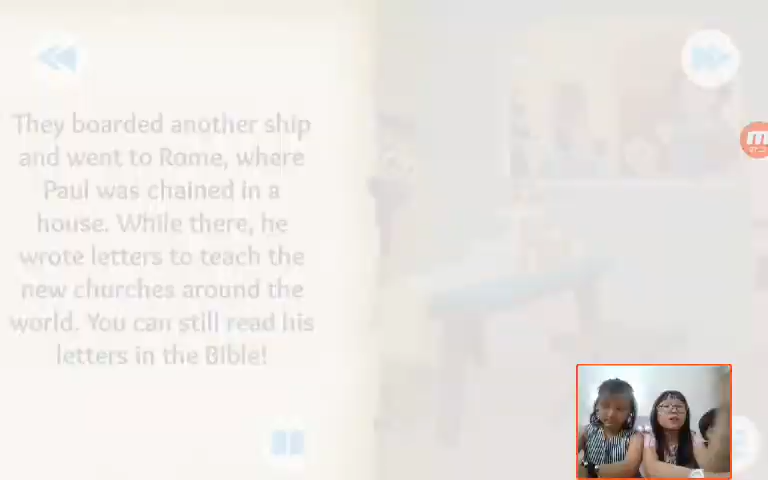 They boarded another ship
and went to Rome, where
Paul was chained in a
house. While there, he
wrote letters to teach the
new churches around the
world. You can still read his
letters in the Bible!